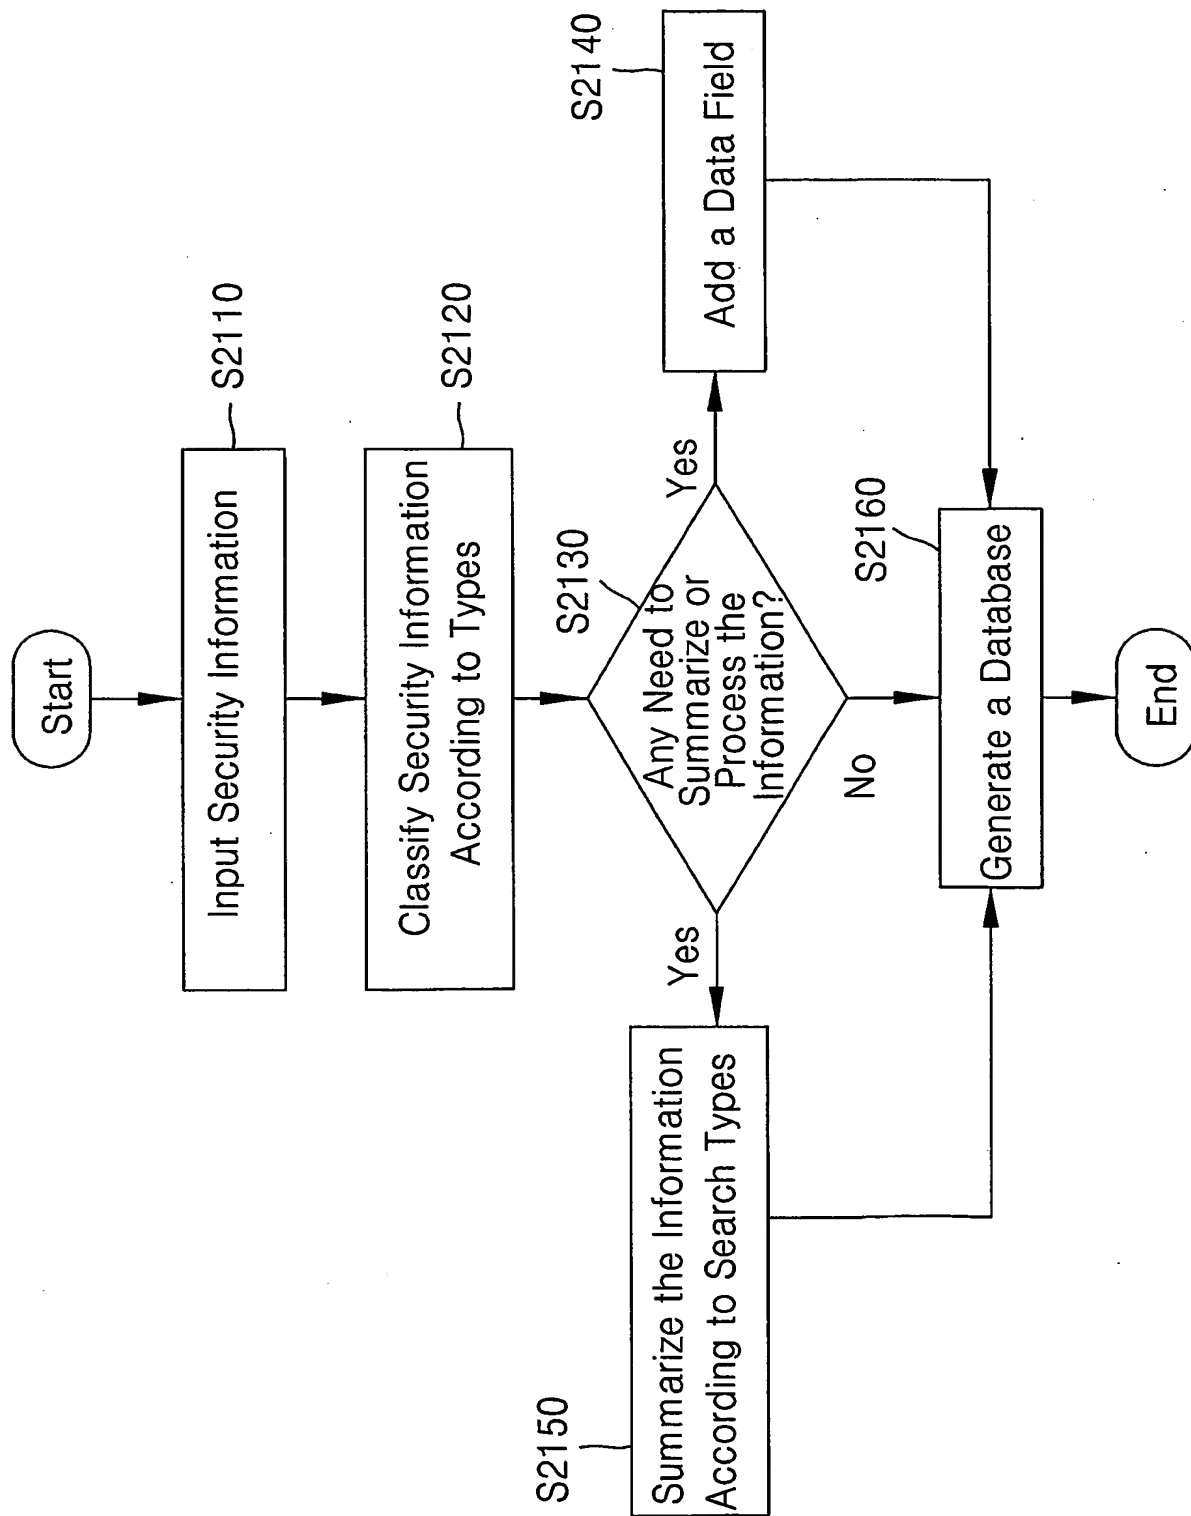 Start
Input Security Information
S2110
Classify Security Information
According to Types
S2120
Any Need to
Summarize or
Process the
Information?
S2130
Yes
Yes
No
Summarize the Information
According to Search Types
S2150
Add a Data Field
S2140
Generate a Database
S2160
End